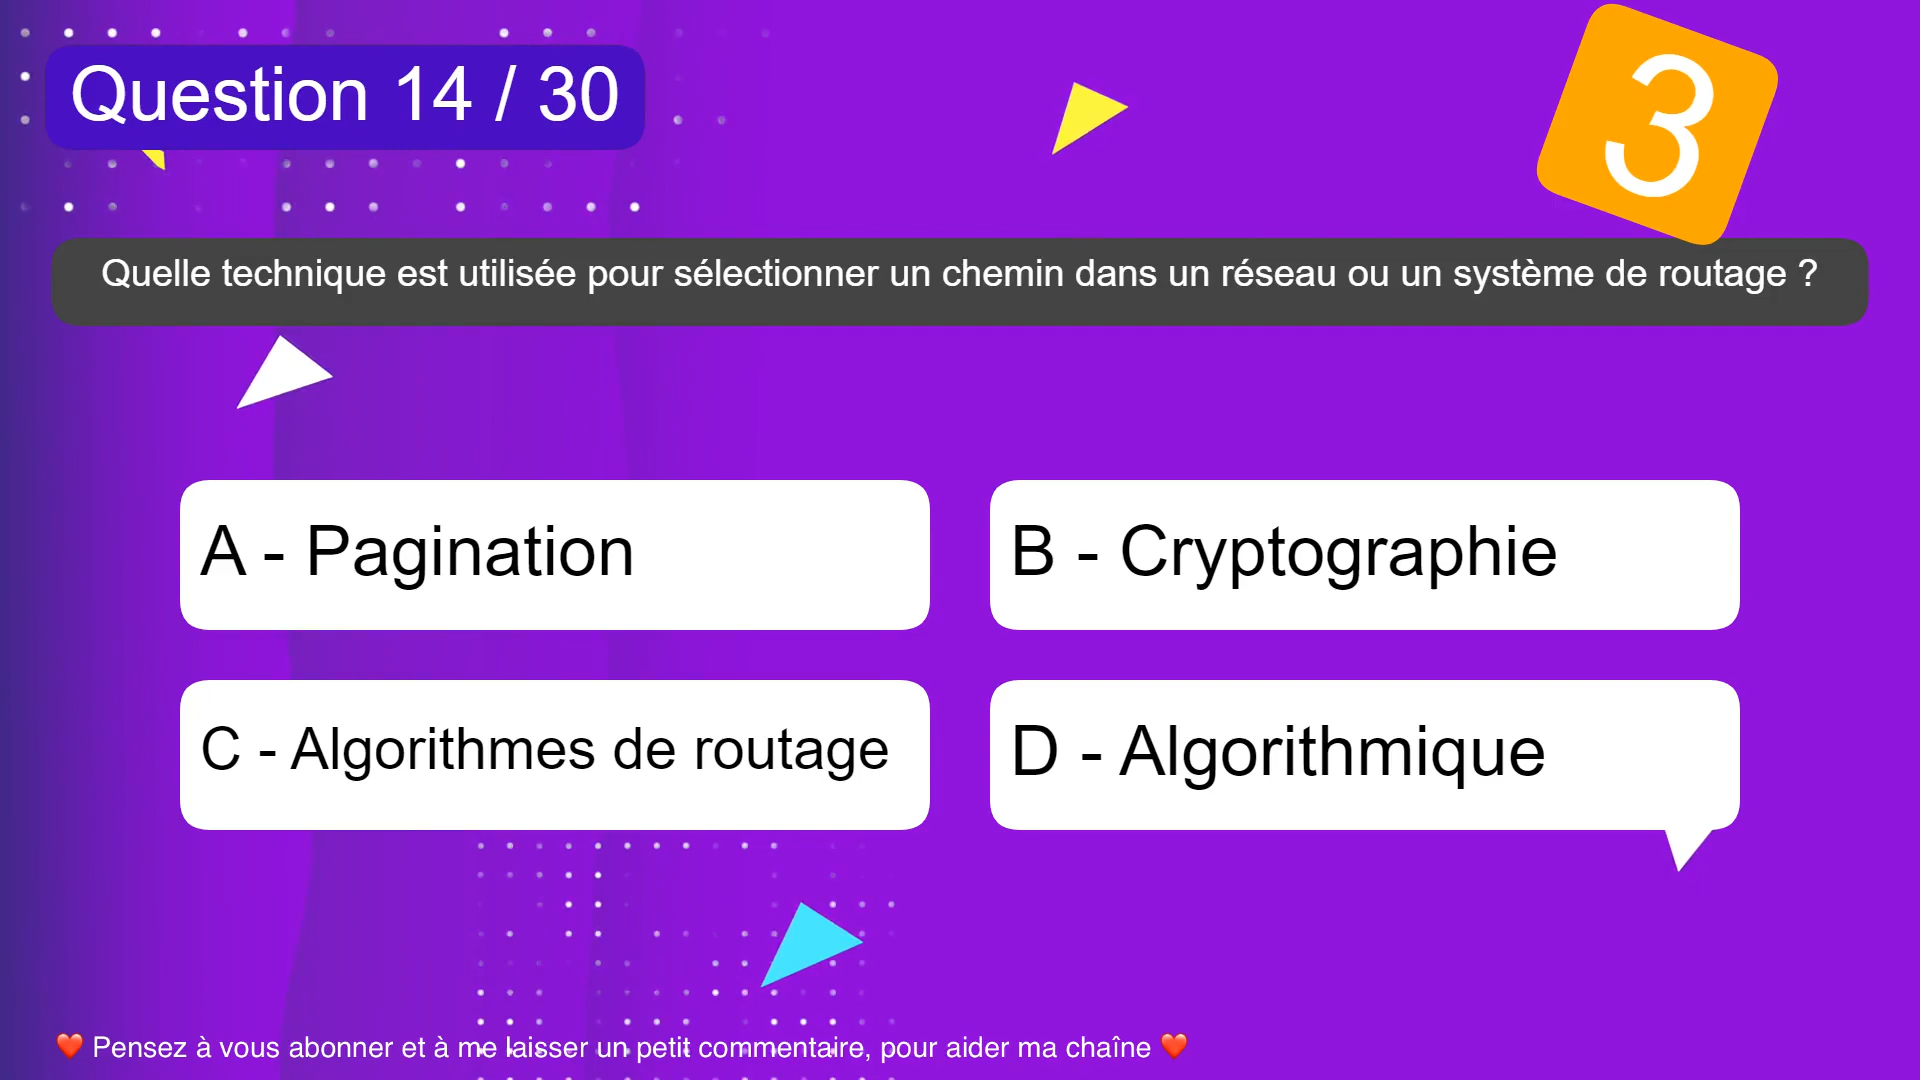 Question 14 / 30
3
Quelle technique est utilisée pour sélectionner un chemin dans un réseau ou un système de routage ?
A - Pagination
B - Cryptographie
C - Algorithmes de routage
D - Algorithmique
❤️ Pensez à vous abonner et à me laisser un petit commentaire, pour aider ma chaîne ❤️